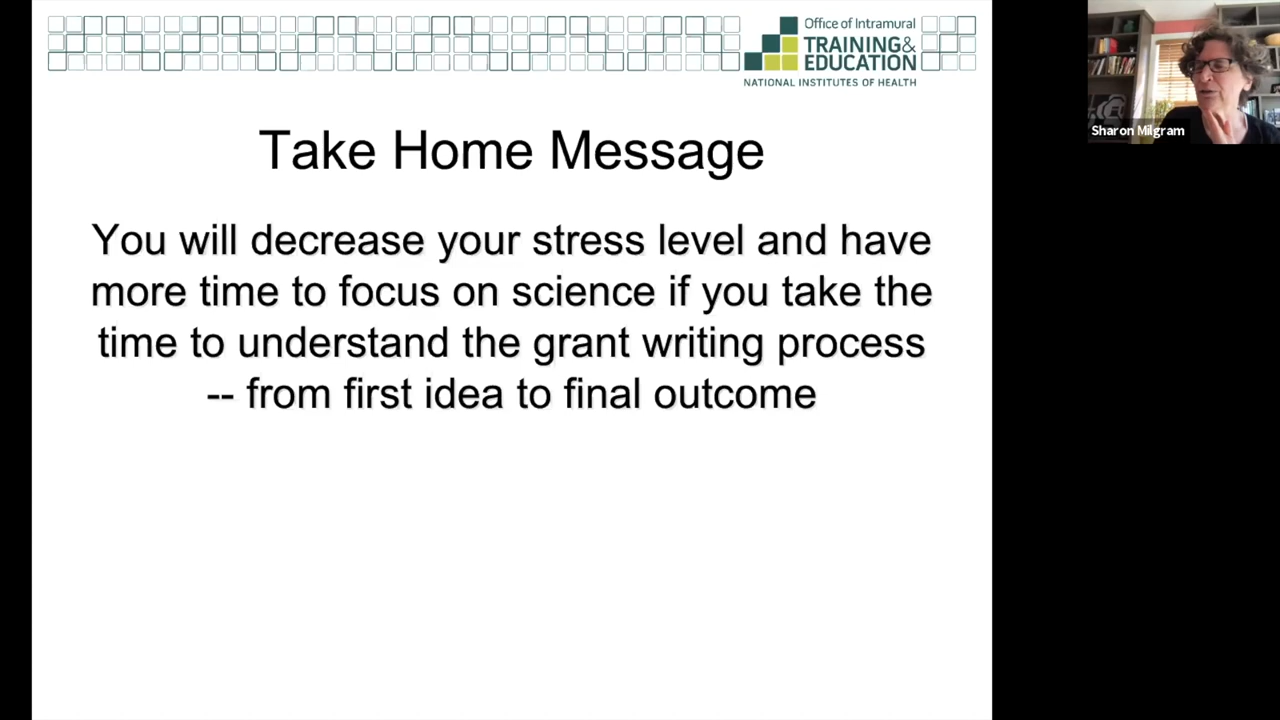 Office of Intramural
TRAINING&
EDUCATION
NATIONAL INSTITUTES OF HEALTH
Sharon Milgram
Take Home Message
You will decrease your stress level and have
more time to focus on science if you take the
time to understand the grant writing process
-- from first idea to final outcome